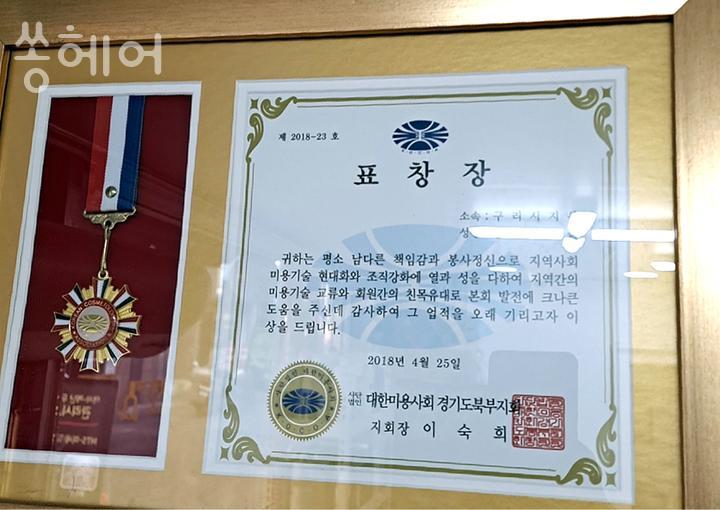 쏭헤어
제 2018-23 호
표 창 장
소속 : 구 리 시 지
귀하는 평소 남다른 책임감과 봉사정신으로 지역사회
미용기술 현대화와 조직강화에 열과 성을 다하여 지역간의
미용기술 교류와 회원간의 친목유대로 본회 발전에 크나큰
도움을 주신데 감사하여 그 업적을 오래 기리고자 이
상을 드립니다.
2018년 4월 25일
사단법인 대한미용사회 경기도북부지회
지회장 이 숙 희